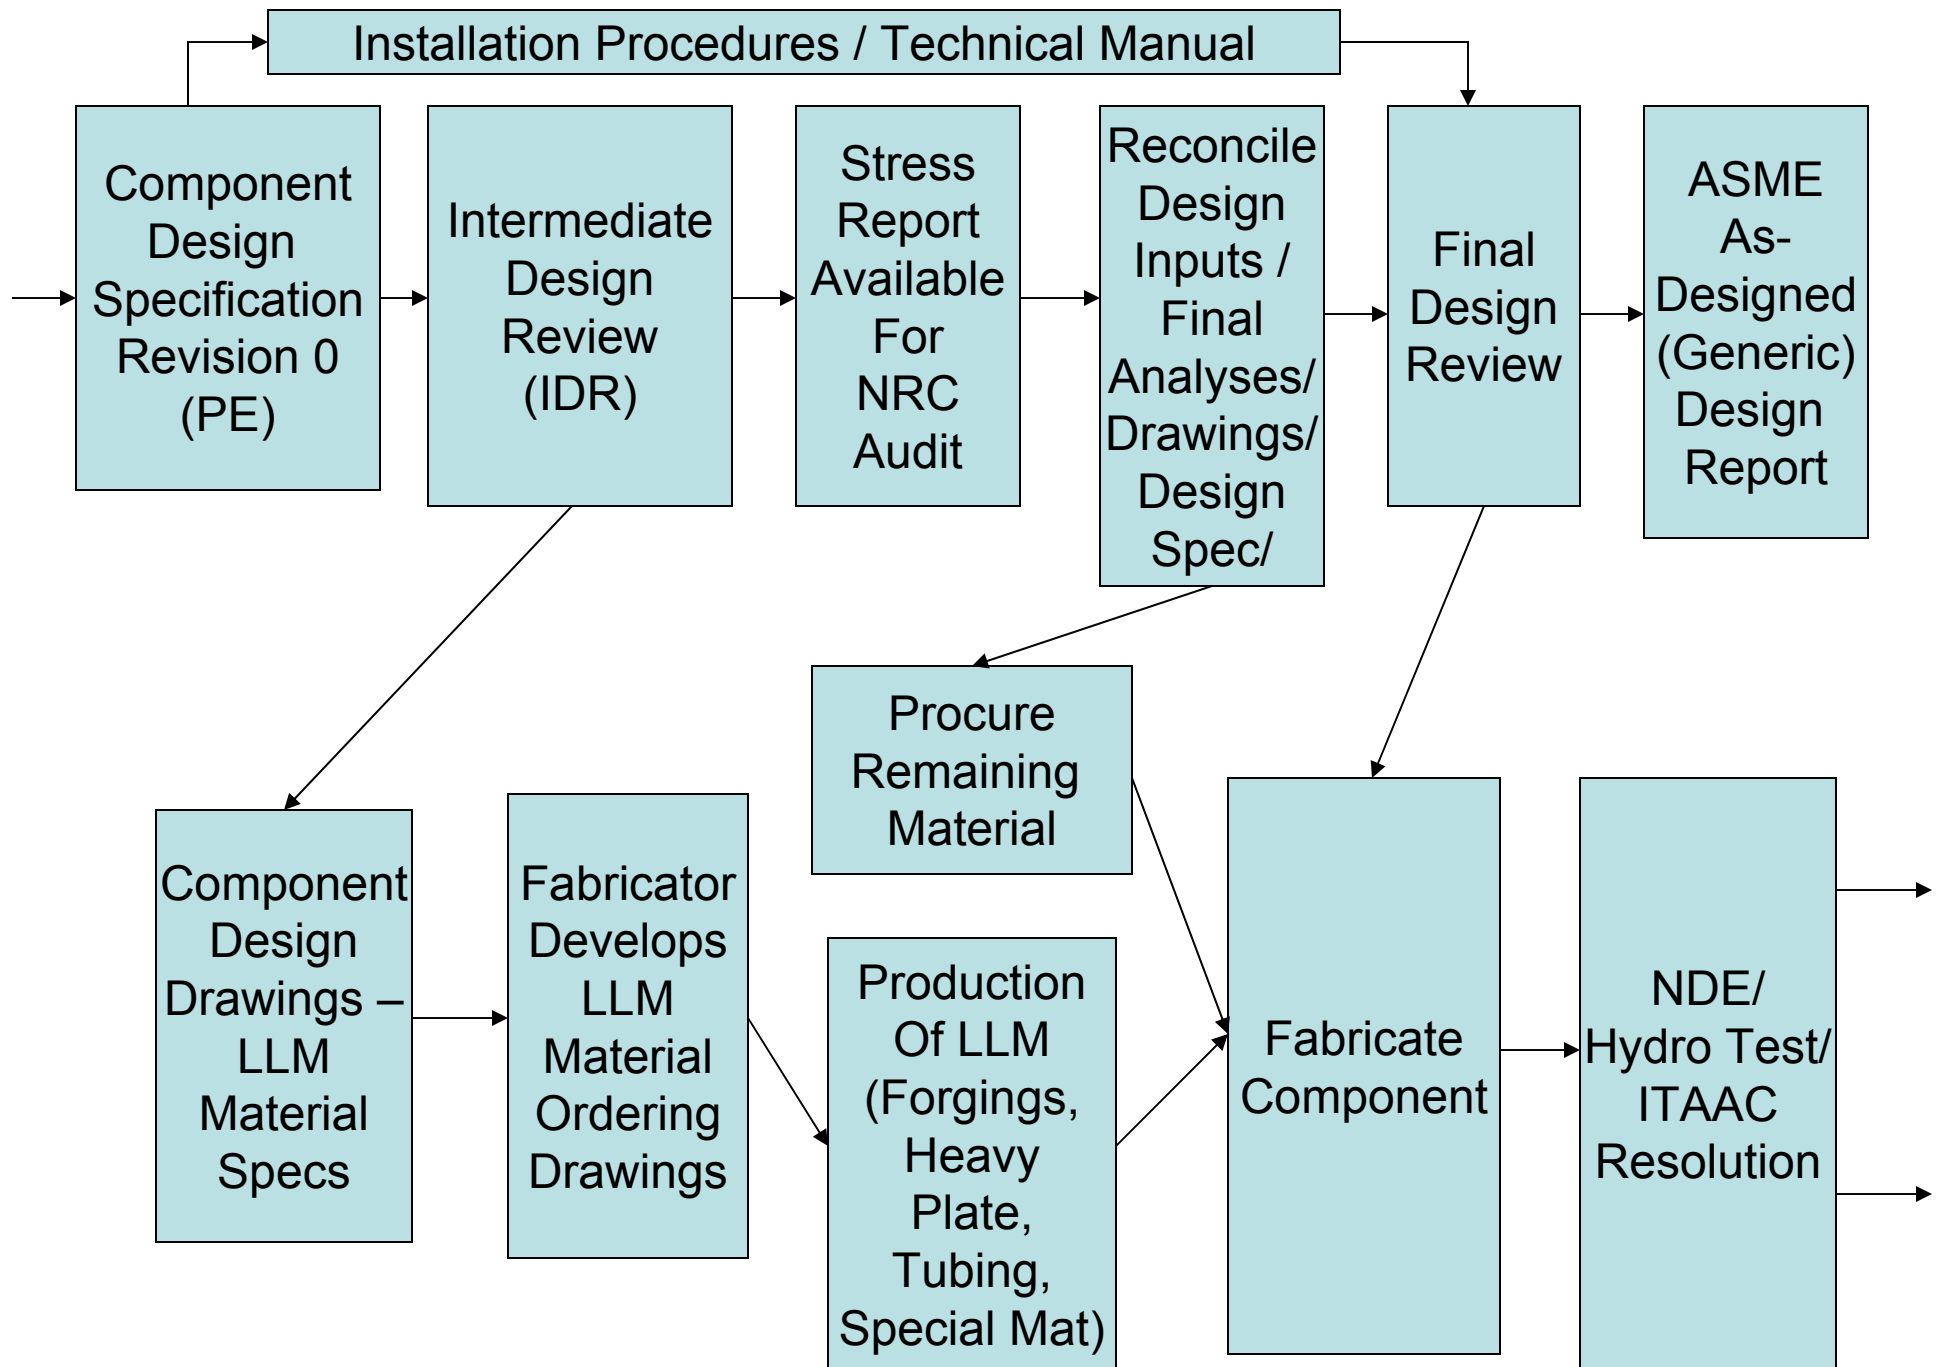 Installation Procedures / Technical Manual
Component
Design
Specification
Revision 0
(PE)
Intermediate
Design
Review
(IDR)
Stress
Report
Available
For
NRC
Audit
Reconcile
Design
Inputs /
Final
Analyses/
Drawings/
Design
Spec/
Final
Design
Review
ASME
As-
Designed
(Generic)
Design
Report
Procure
Remaining
Material
Component
Design
Drawings –
LLM
Material
Specs
Fabricator
Develops
LLM
Material
Ordering
Drawings
Production
Of LLM
(Forgings,
Heavy
Plate,
Tubing,
Special Mat)
Fabricate
Component
NDE/
Hydro Test/
ITAAC
Resolution